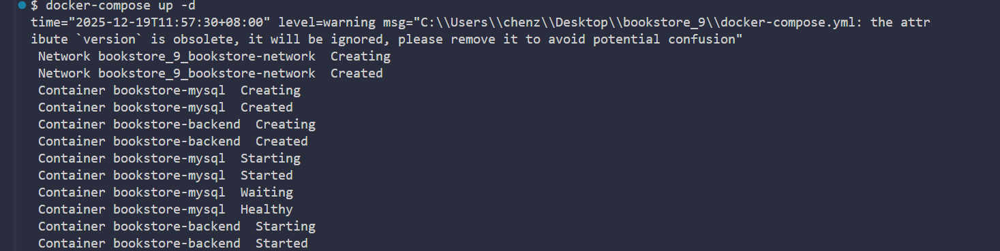 $ docker-compose up -d
time="2025-12-19T11:57:30+08:00" level=warning msg="C:\\Users\\chenz\\Desktop\\bookstore_9\\docker-compose.yml: the attr
ibute `version` is obsolete, it will be ignored, please remove it to avoid potential confusion"
Network bookstore_9_bookstore-network  Creating
Network bookstore_9_bookstore-network  Created
Container bookstore-mysql  Creating
Container bookstore-mysql  Created
Container bookstore-backend  Creating
Container bookstore-backend  Created
Container bookstore-mysql  Starting
Container bookstore-mysql  Started
Container bookstore-mysql  Waiting
Container bookstore-mysql  Healthy
Container bookstore-backend  Starting
Container bookstore-backend  Started